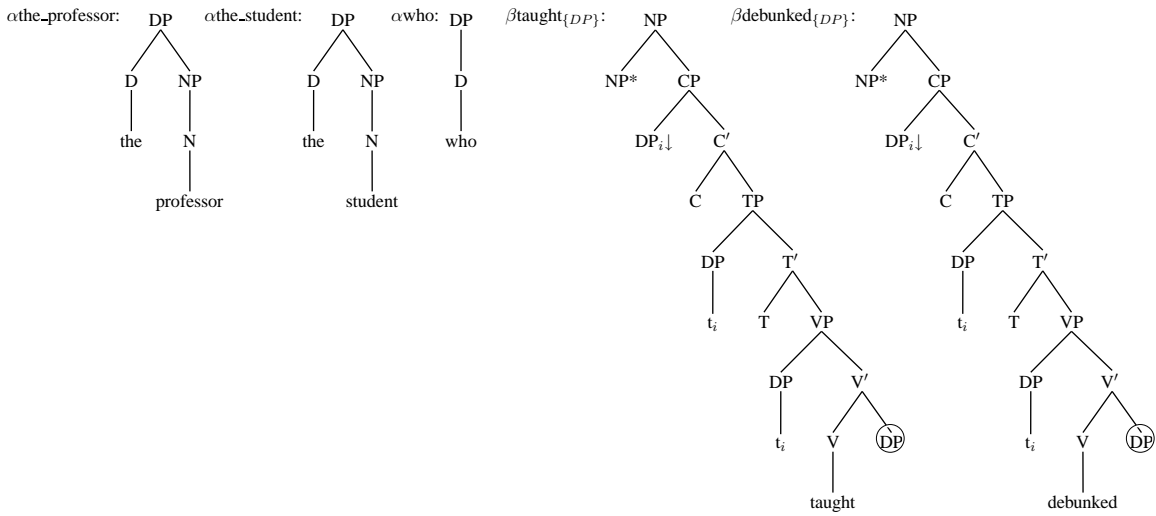 αthe_professor: DP αthe_student: DP αwho: DP βtaught{DP}: NP βdebunked{DP}: NP
D NP D NP D NP* CP NP* CP
the N the N who DPi↓ C′ DPi↓ C′
professor student C TP C TP
DP T′ DP T′
ti T VP ti T VP
DP V′ DP V′
ti V DP ti V DP
taught debunked